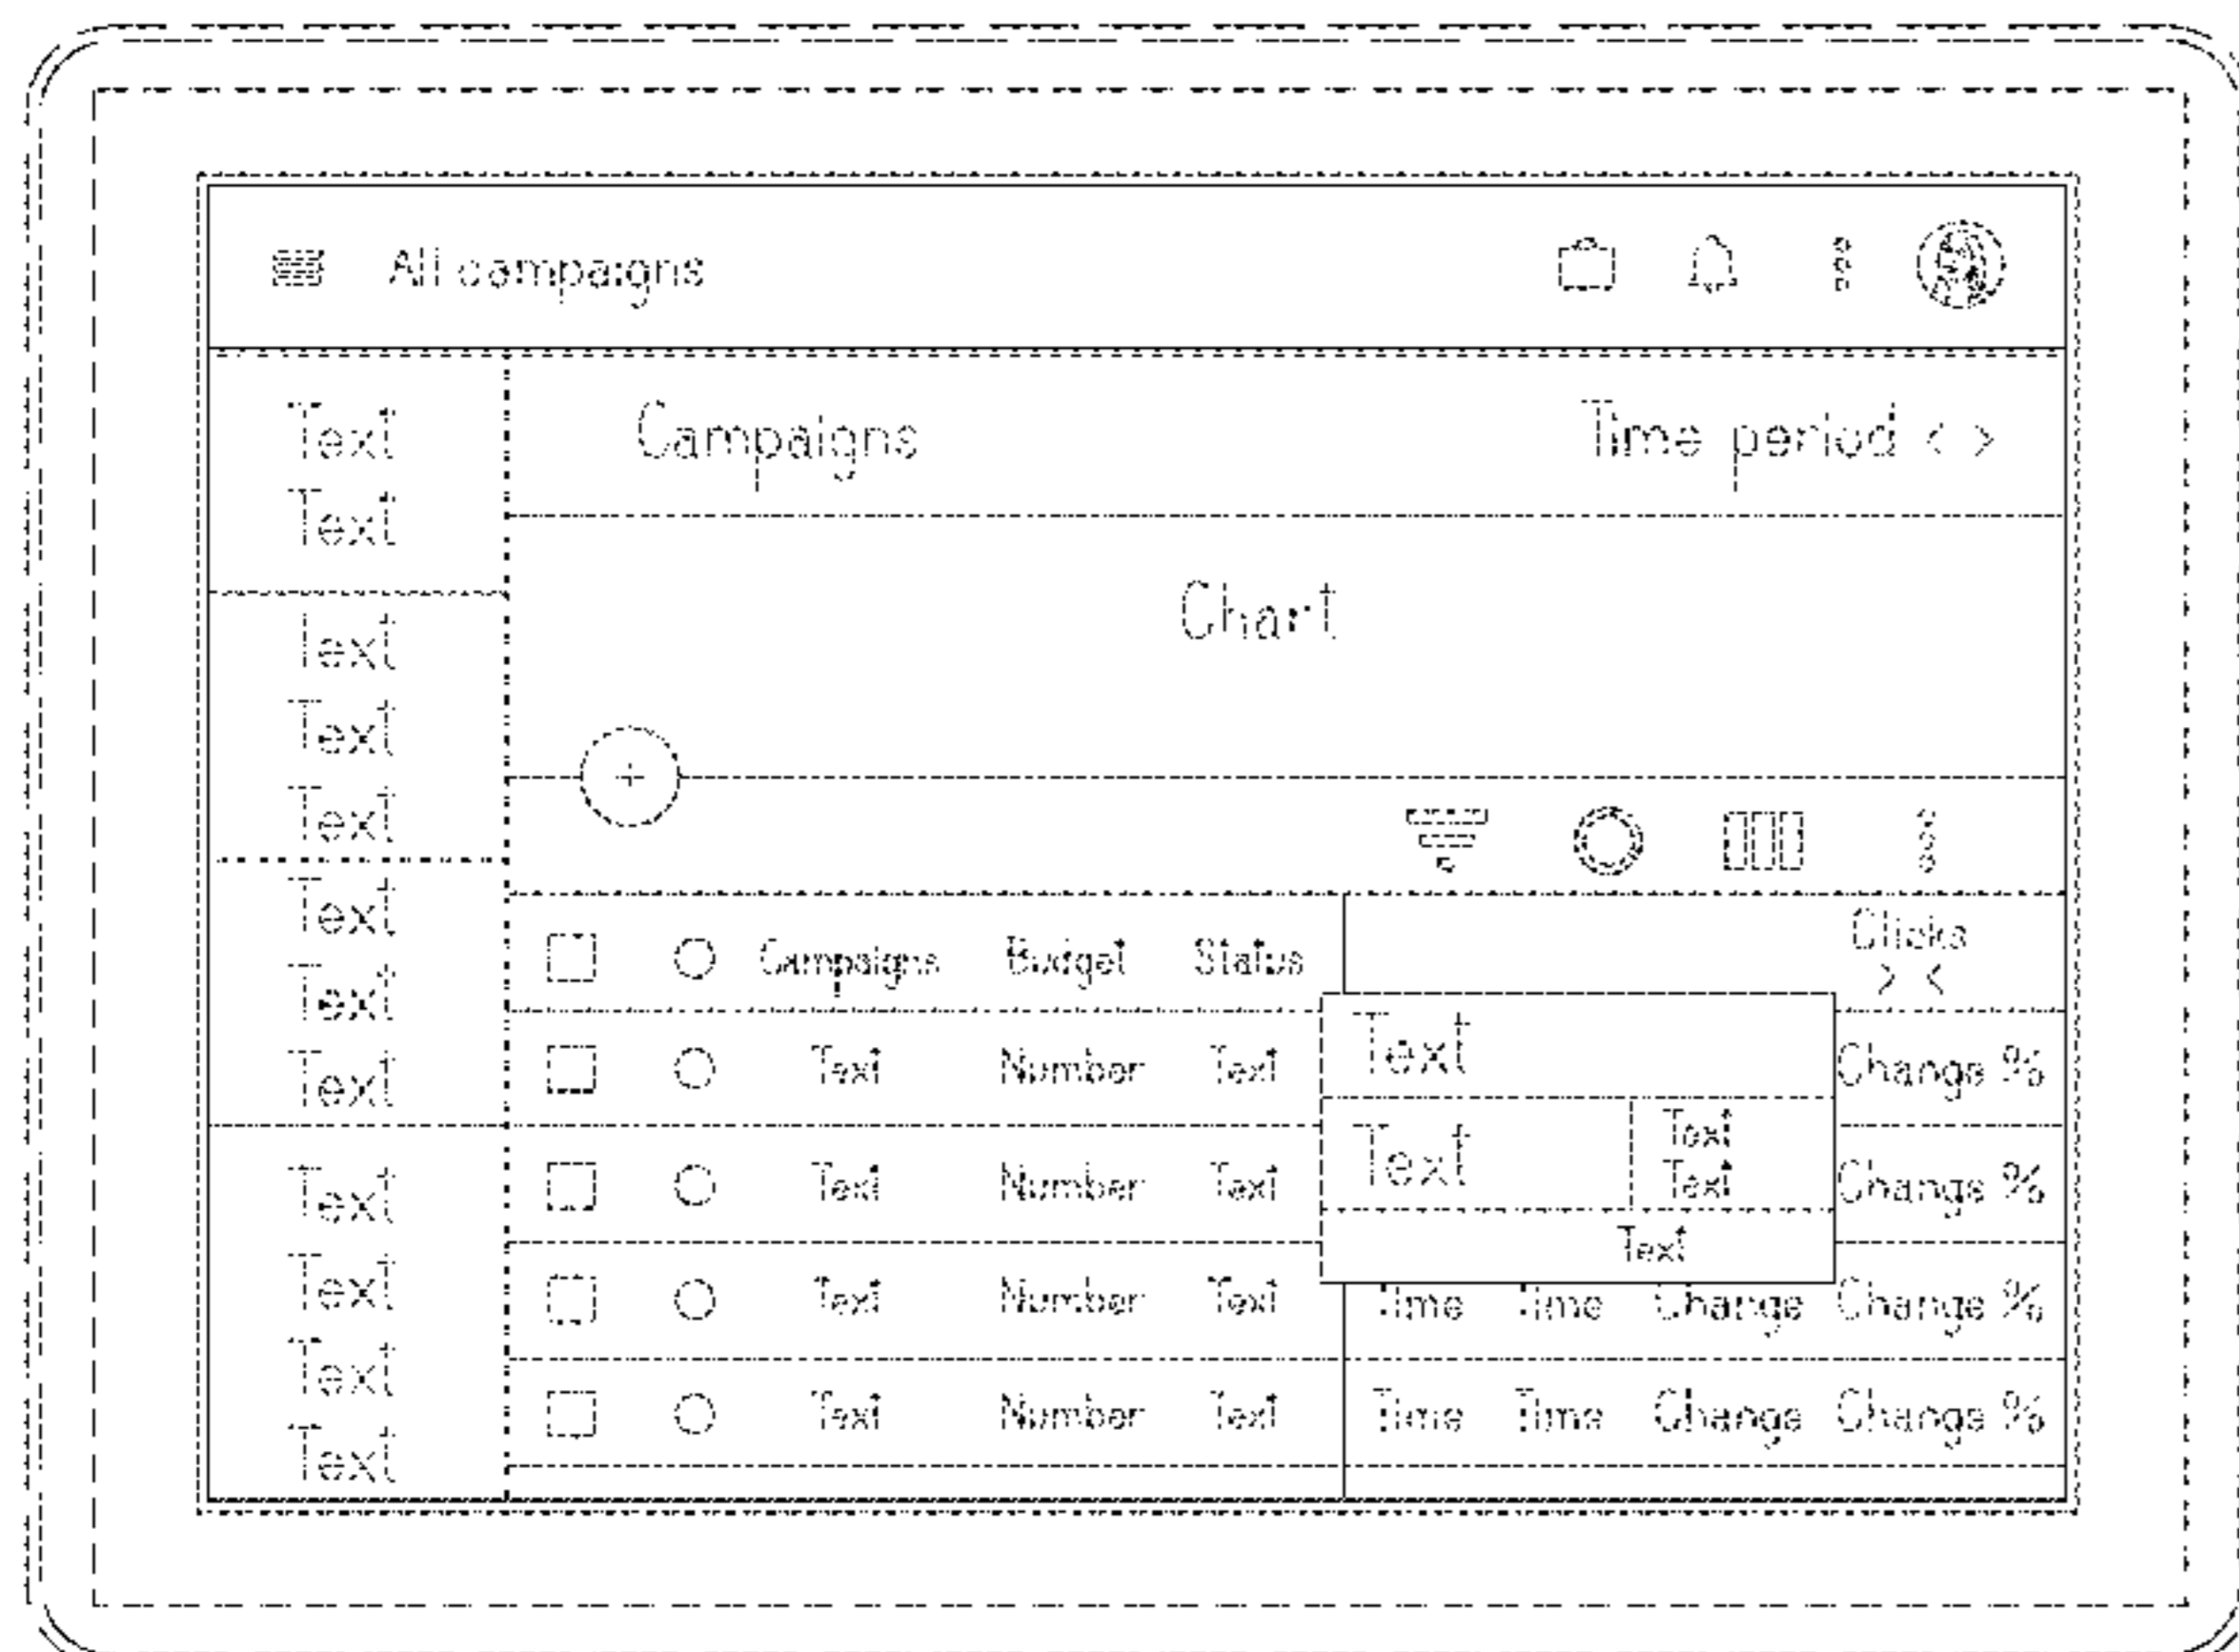 All campaigns
Text
Text
Text
Text
Text
Text
Text
Text
Text
Text
Text
Text
Campaigns
Time period < >
Chart
Campaigns Budget Status
Clicks
> <
Text Number Text
Change %
Text Number Text
Change %
Text Number Text
Time Time Change Change %
Text Number Text Time Time Change Change %
Text
Text
Text
Text
Text